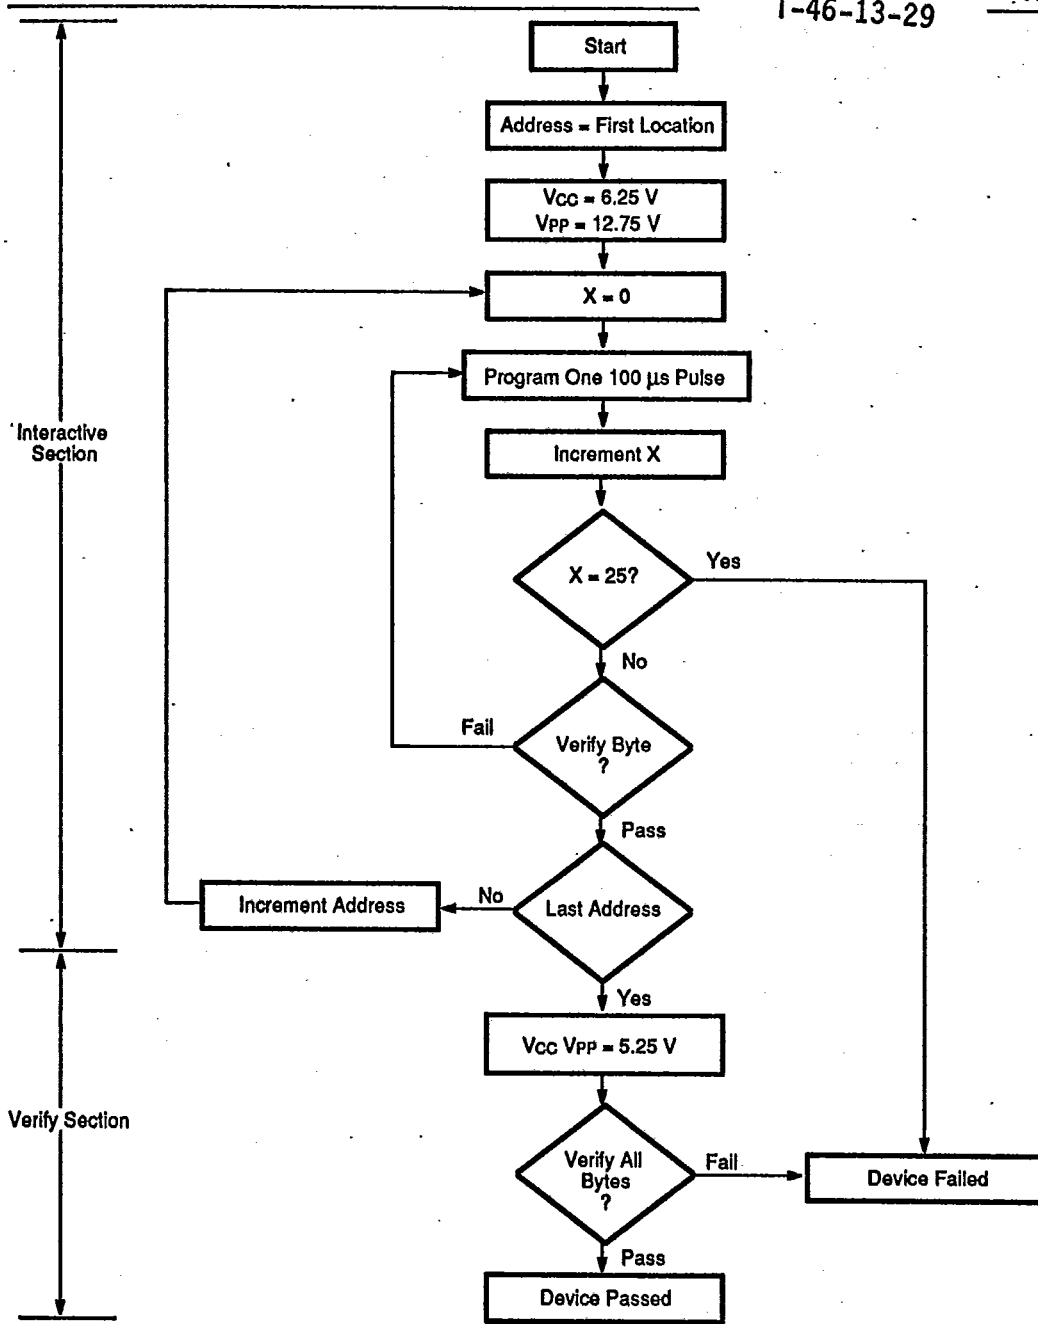 T-46-13-29
Start
Address = First Location
VCC = 6.25 V
VPP = 12.75 V
X = 0
Program One 100 µs Pulse
Interactive
Section
Increment X
X = 25?
Yes
No
Fail
Verify Byte
?
Pass
Increment Address
No
Last Address
Yes
VCC VPP = 5.25 V
Verify Section
Verify All
Bytes
?
Fail
Device Failed
Pass
Device Passed